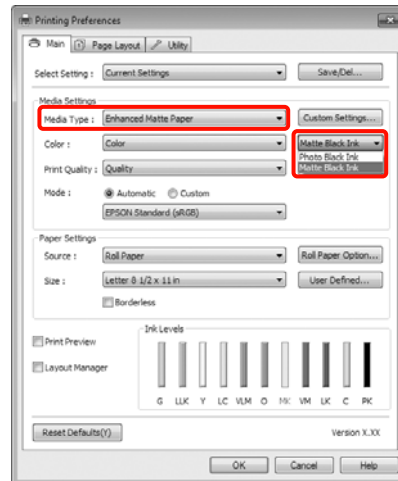 Printing Preferences
Main Page Layout Utility
Select Setting : Current Settings Save/Del...
Media Settings
Media Type : Enhanced Matte Paper Custom Settings...
Color : Color Matte Black Ink
Photo Black Ink
Matte Black Ink
Print Quality : Quality
Mode : Automatic Custom
EPSON Standard (sRGB)
Paper Settings
Source : Roll Paper Roll Paper Option...
Size : Letter 8 1/2 x 11 in User Defined...
Borderless
Ink Levels
Print Preview
Layout Manager
G LLK Y LC VLM O MK VM LK C PK
Reset Defaults(Y) Version X.XX
OK Cancel Help